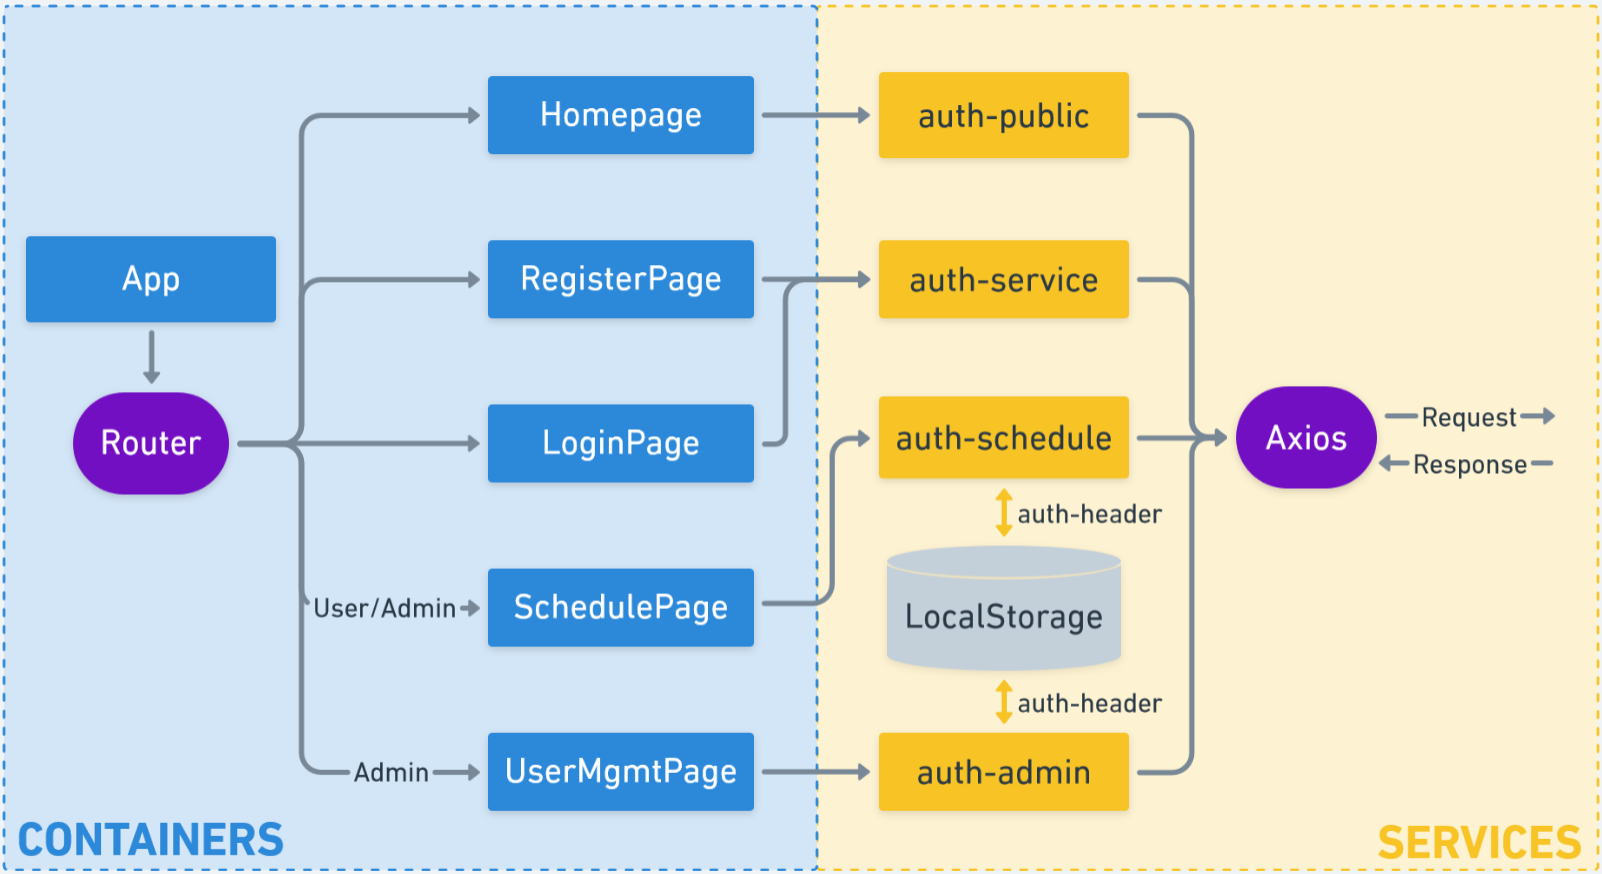 Homepage
auth-public
App
RegisterPage
auth-service
Router
LoginPage
auth-schedule
Axios
Request
Response
auth-header
User/Admin
SchedulePage
LocalStorage
auth-header
Admin
UserMgmtPage
auth-admin
CONTAINERS
SERVICES